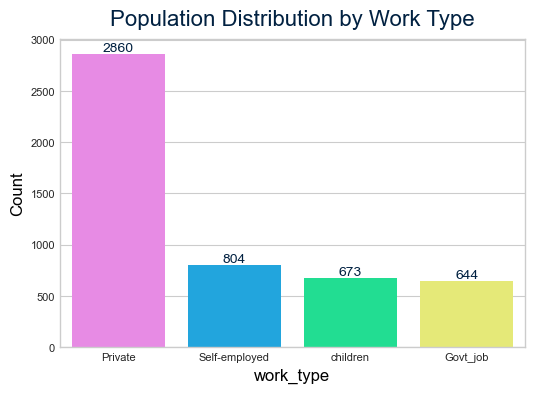 Population Distribution by Work Type
3000
2500
2000
1500
1000
500
0
Count
2860
804
673
644
Private
Self-employed
children
Govt_job
work_type